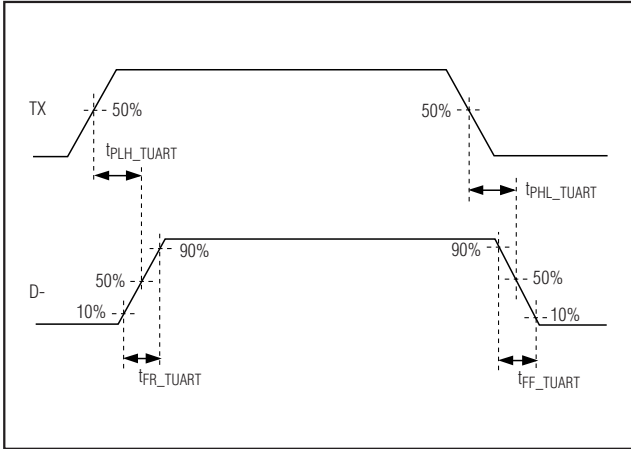 TX
50%
50%
tPLH_TUART
tPHL_TUART
D-
90%
90%
50%
50%
10%
10%
tFR_TUART
tFF_TUART